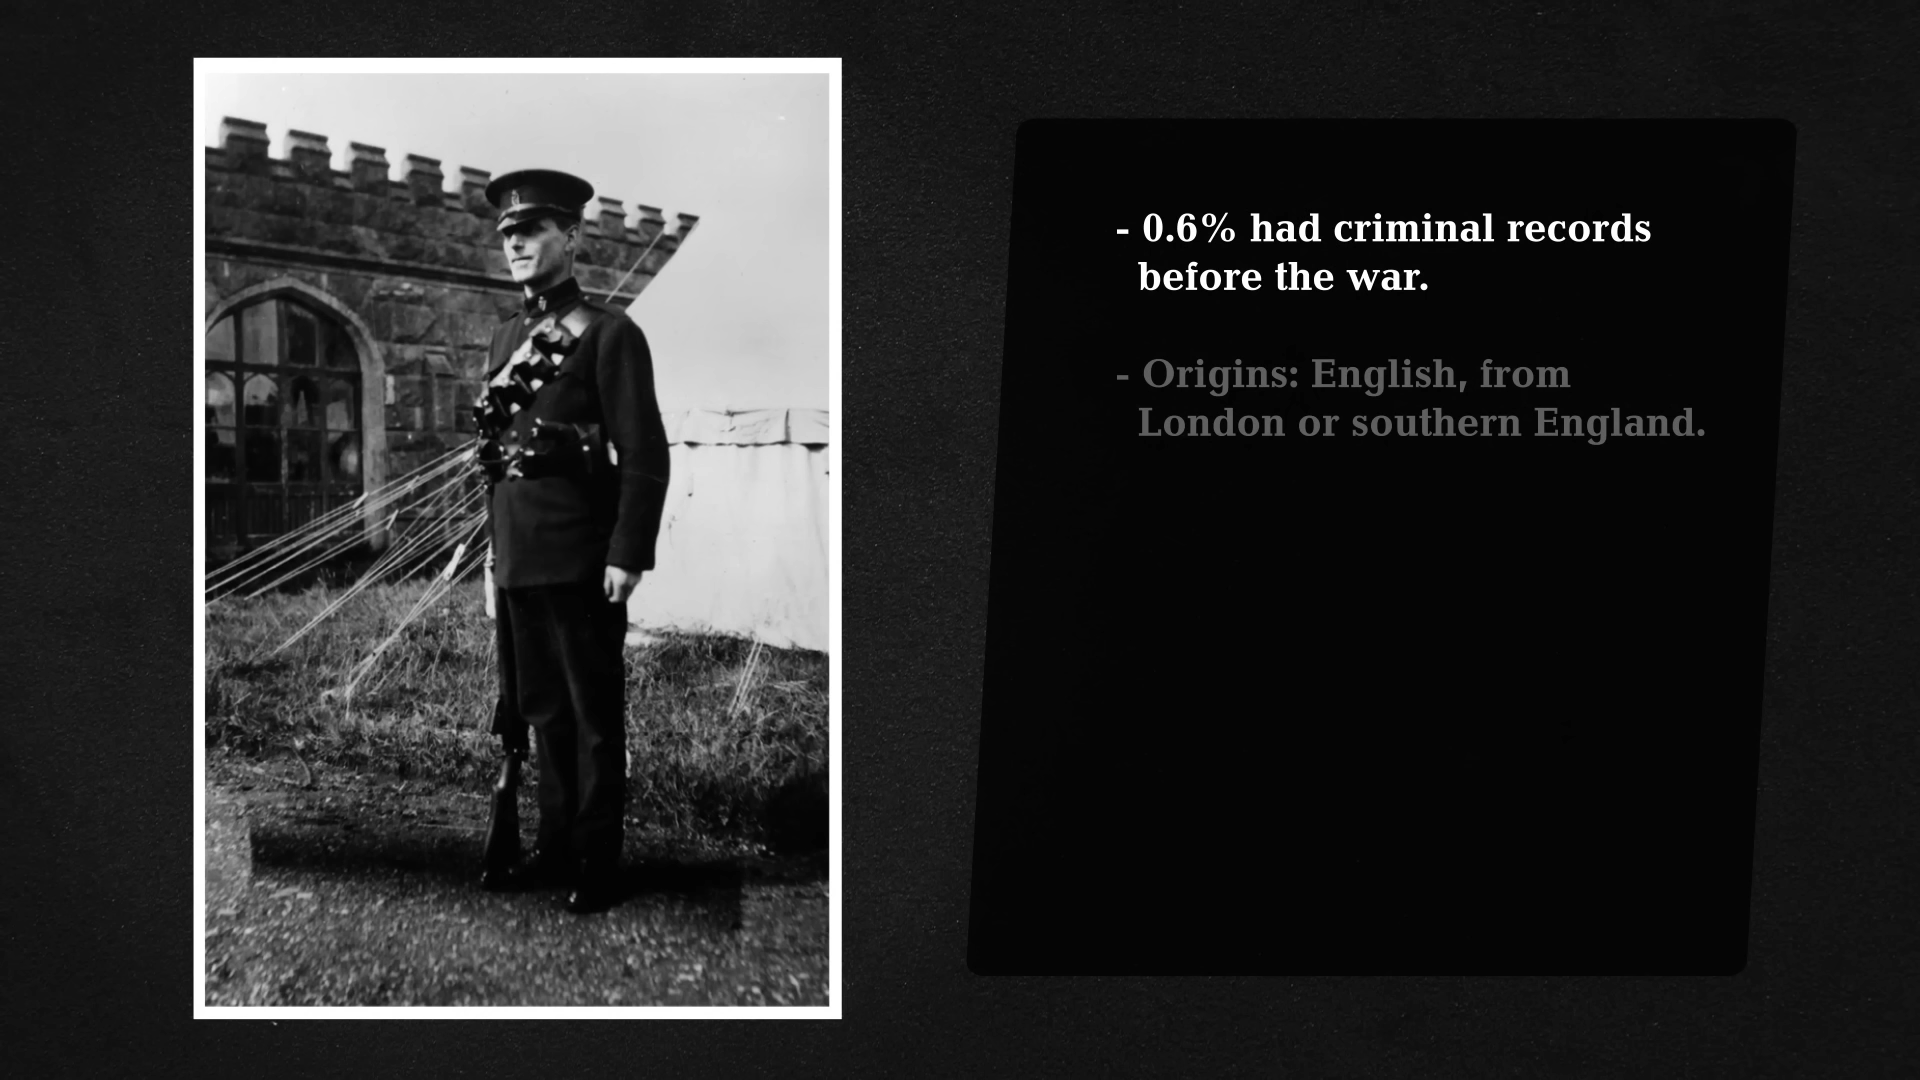 - 0.6% had criminal records
before the war.
- Origins: English, from
London or southern England.